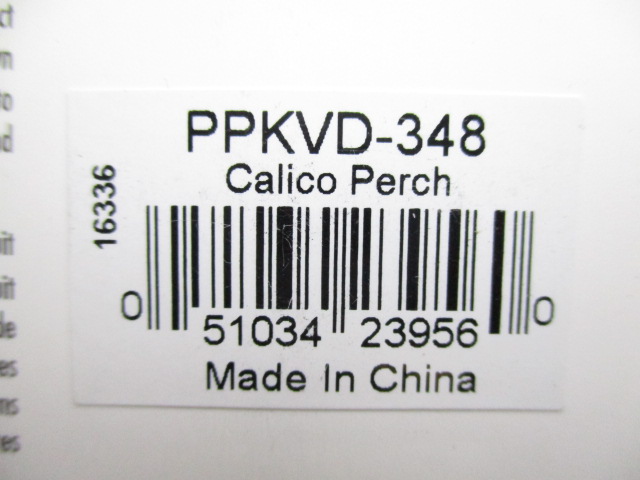 PPKVD-348
Calico Perch
16336
0 51034 23956 0
Made In China